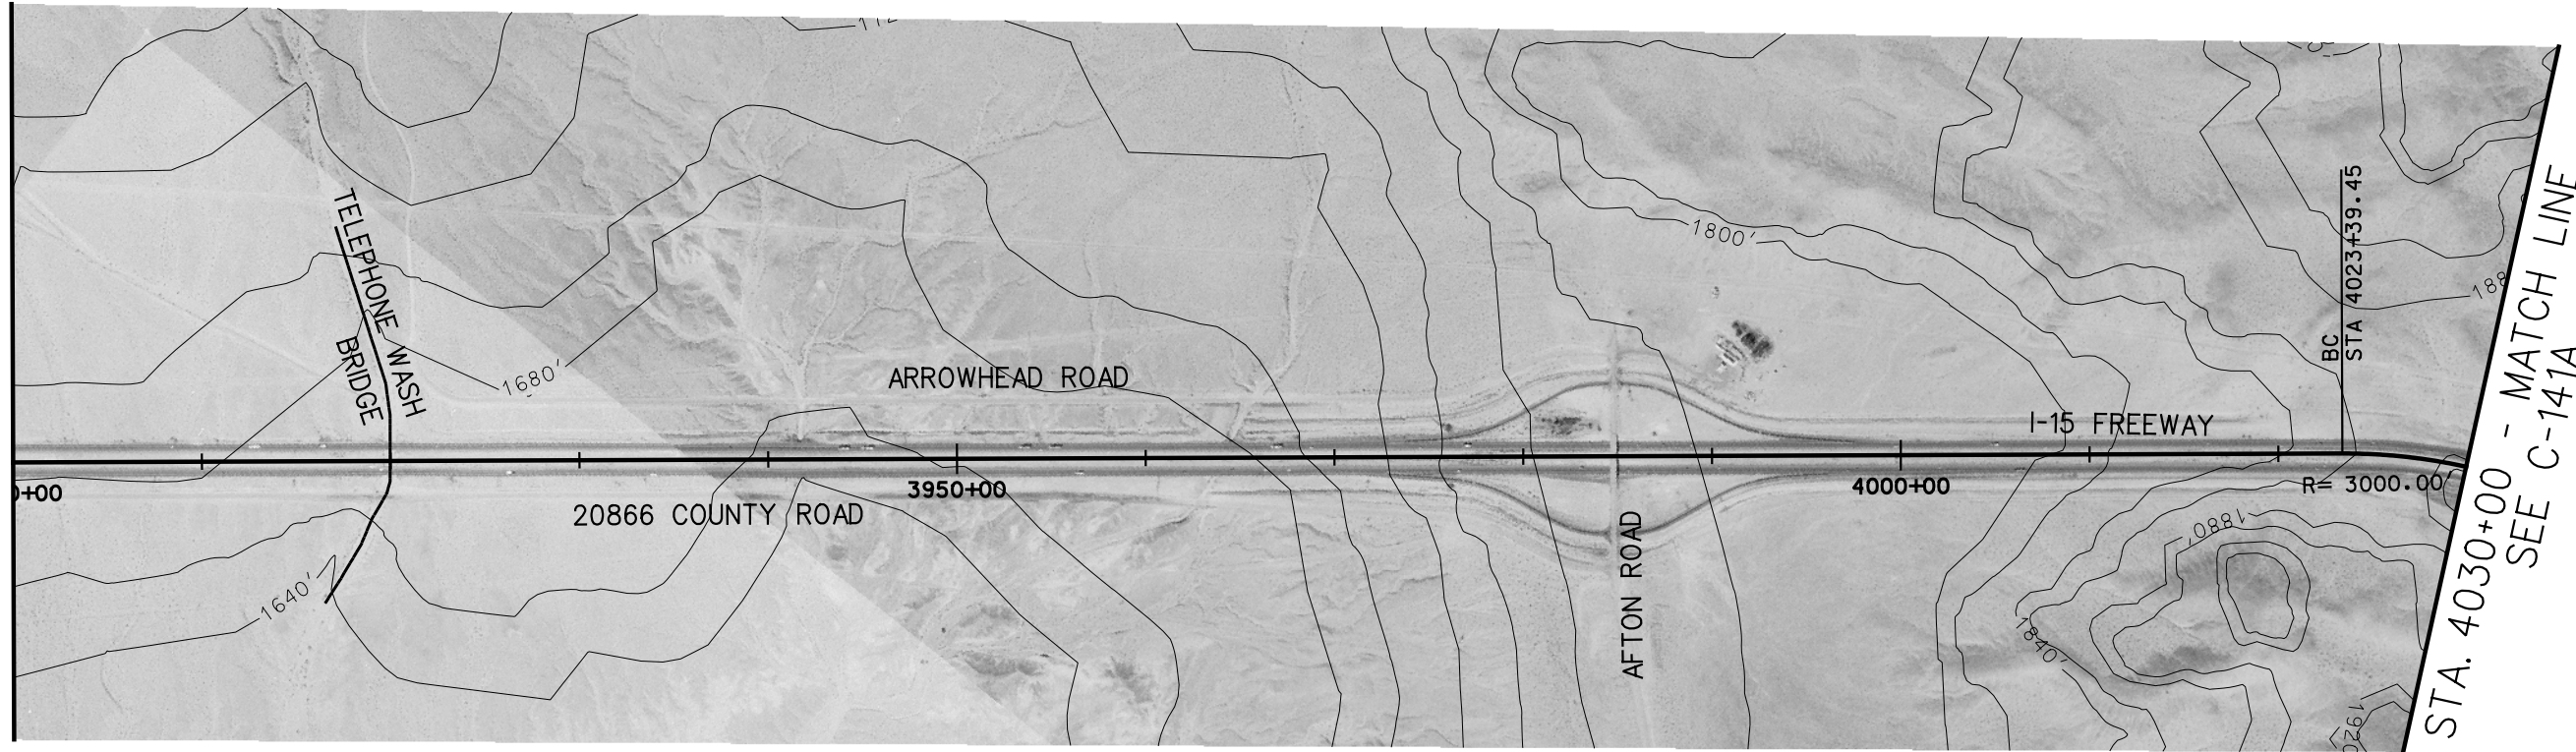 TELEPHONE WASH
BRIDGE
1680'
1640'
ARROWHEAD ROAD
20866 COUNTY ROAD
3950+00
1800'
AFTON ROAD
4000+00
I-15 FREEWAY
BC
STA 4023+39.45
R= 3000.00
1880'
1840'
STA. 4030+00 - MATCH LINE
SEE C-141A